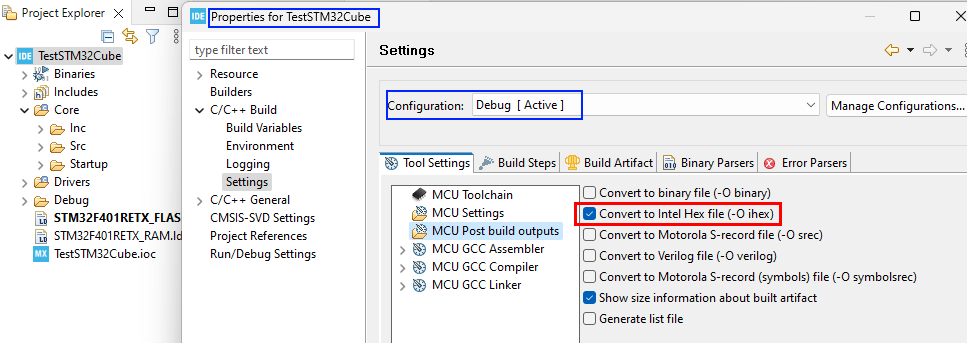 Project Explorer
TestSTM32Cube
Binaries
Includes
Core
Inc
Src
Startup
Drivers
Debug
STM32F401RETX_FLAS
STM32F401RETX_RAM.ld
MX TestSTM32Cube.ioc
IDE Properties for TestSTM32Cube
type filter text
Resource
Builders
C/C++ Build
Build Variables
Environment
Logging
Settings
C/C++ General
CMSIS-SVD Settings
Project References
Run/Debug Settings
Settings
Configuration: Debug [ Active ] Manage Configurations...
Tool Settings Build Steps Build Artifact Binary Parsers Error Parsers
MCU Toolchain
MCU Settings
MCU Post build outputs
MCU GCC Assembler
MCU GCC Compiler
MCU GCC Linker
Convert to binary file (-O binary)
Convert to Intel Hex file (-O ihex)
Convert to Motorola S-record file (-O srec)
Convert to Verilog file (-O verilog)
Convert to Motorola S-record (symbols) file (-O symbolsrec)
Show size information about built artifact
Generate list file